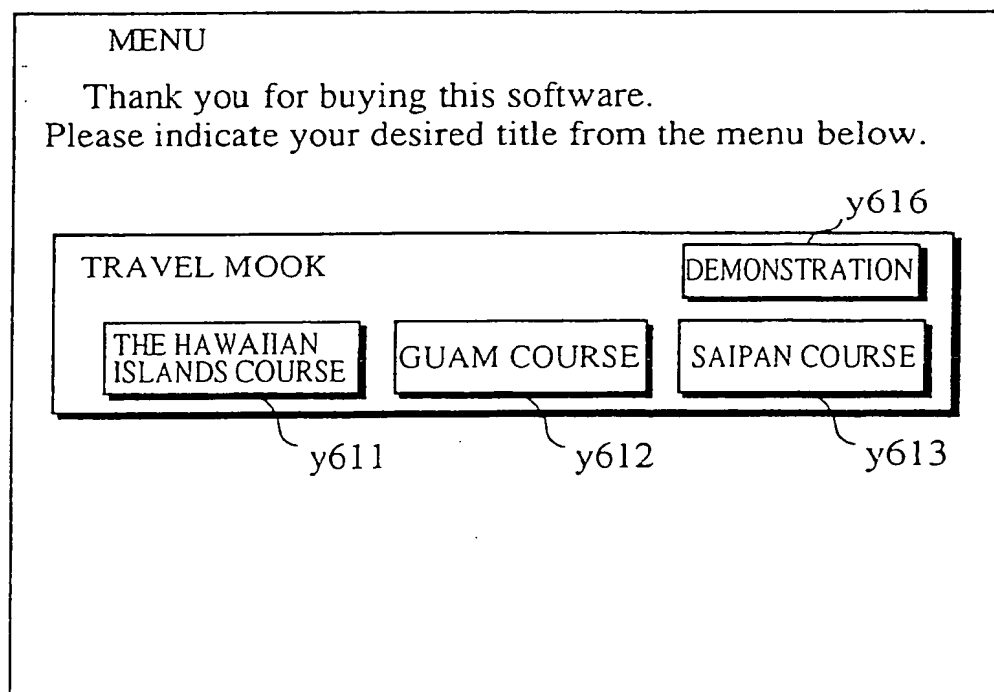 MENU
Thank you for buying this software.
Please indicate your desired title from the menu below.
y616
TRAVEL MOOK
DEMONSTRATION
THE HAWAIIAN
ISLANDS COURSE
GUAM COURSE
SAIPAN COURSE
y611
y612
y613